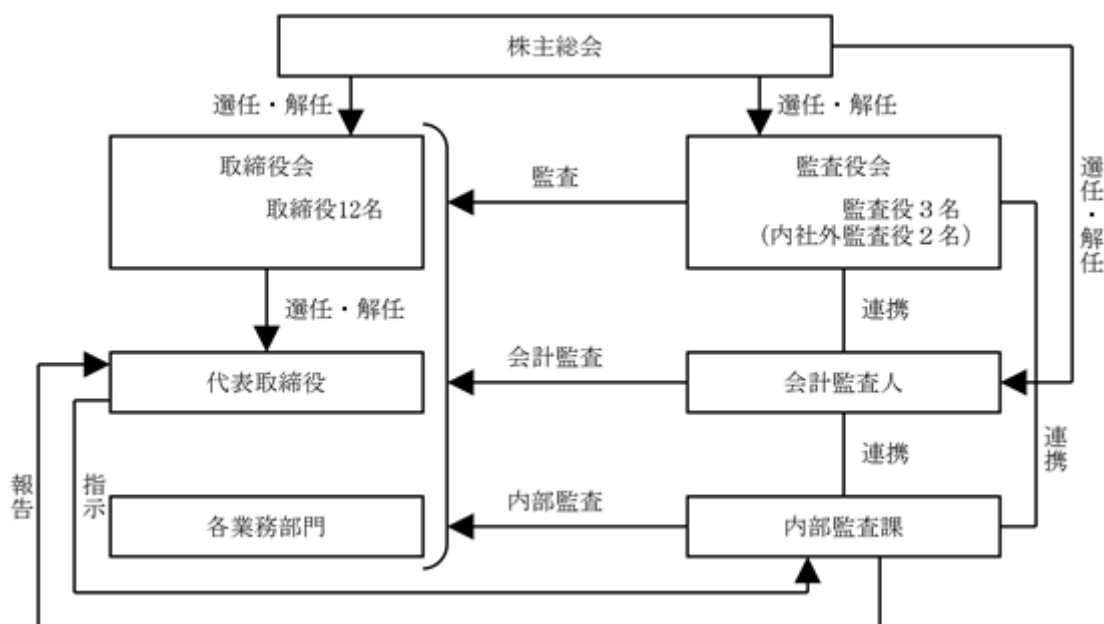 株主総会
選任・解任
選任・解任
選任・解任
取締役会
取締役12名
監査
監査役会
監査役３名
（内社外監査役２名）
選任・解任
連携
代表取締役
会計監査
会計監査人
連携
連携
報告
指示
各業務部門
内部監査
内部監査課